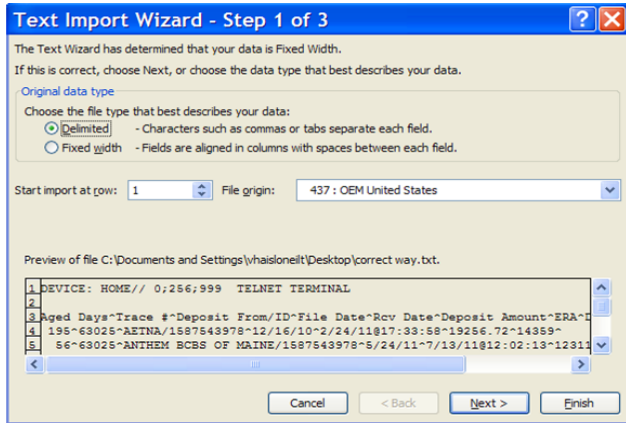 Text Import Wizard - Step 1 of 3
The Text Wizard has determined that your data is Fixed Width.
If this is correct, choose Next, or choose the data type that best describes your data.
Original data type
Choose the file type that best describes your data:
Delimited - Characters such as commas or tabs separate each field.
Fixed width - Fields are aligned in columns with spaces between each field.
Start import at row: 1 File origin: 437 : OEM United States
Preview of file C:\Documents and Settings\vhaisloneilt\Desktop\correct way.txt.
1 DEVICE: HOME// 0;256;999 TELNET TERMINAL
2
3 Aged Days^Trace #^Deposit From/ID^File Date^Rcv Date^Deposit Amount^ERA^D
4 195^63025^AETNA/1587543978^12/16/10^2/24/11@17:33:58^19256.72^14359^
5 56^63025^ANTHEM BCBS OF MAINE/1587543978^5/24/11^7/13/11@12:02:13^12311
Cancel < Back Next > Finish